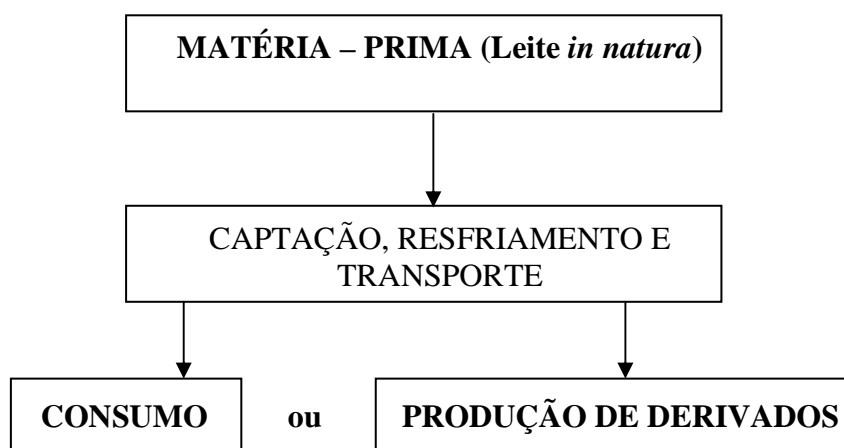 MATÉRIA – PRIMA (Leite in natura)
CAPTAÇÃO, RESFRIAMENTO E
TRANSPORTE
CONSUMO ou PRODUÇÃO DE DERIVADOS